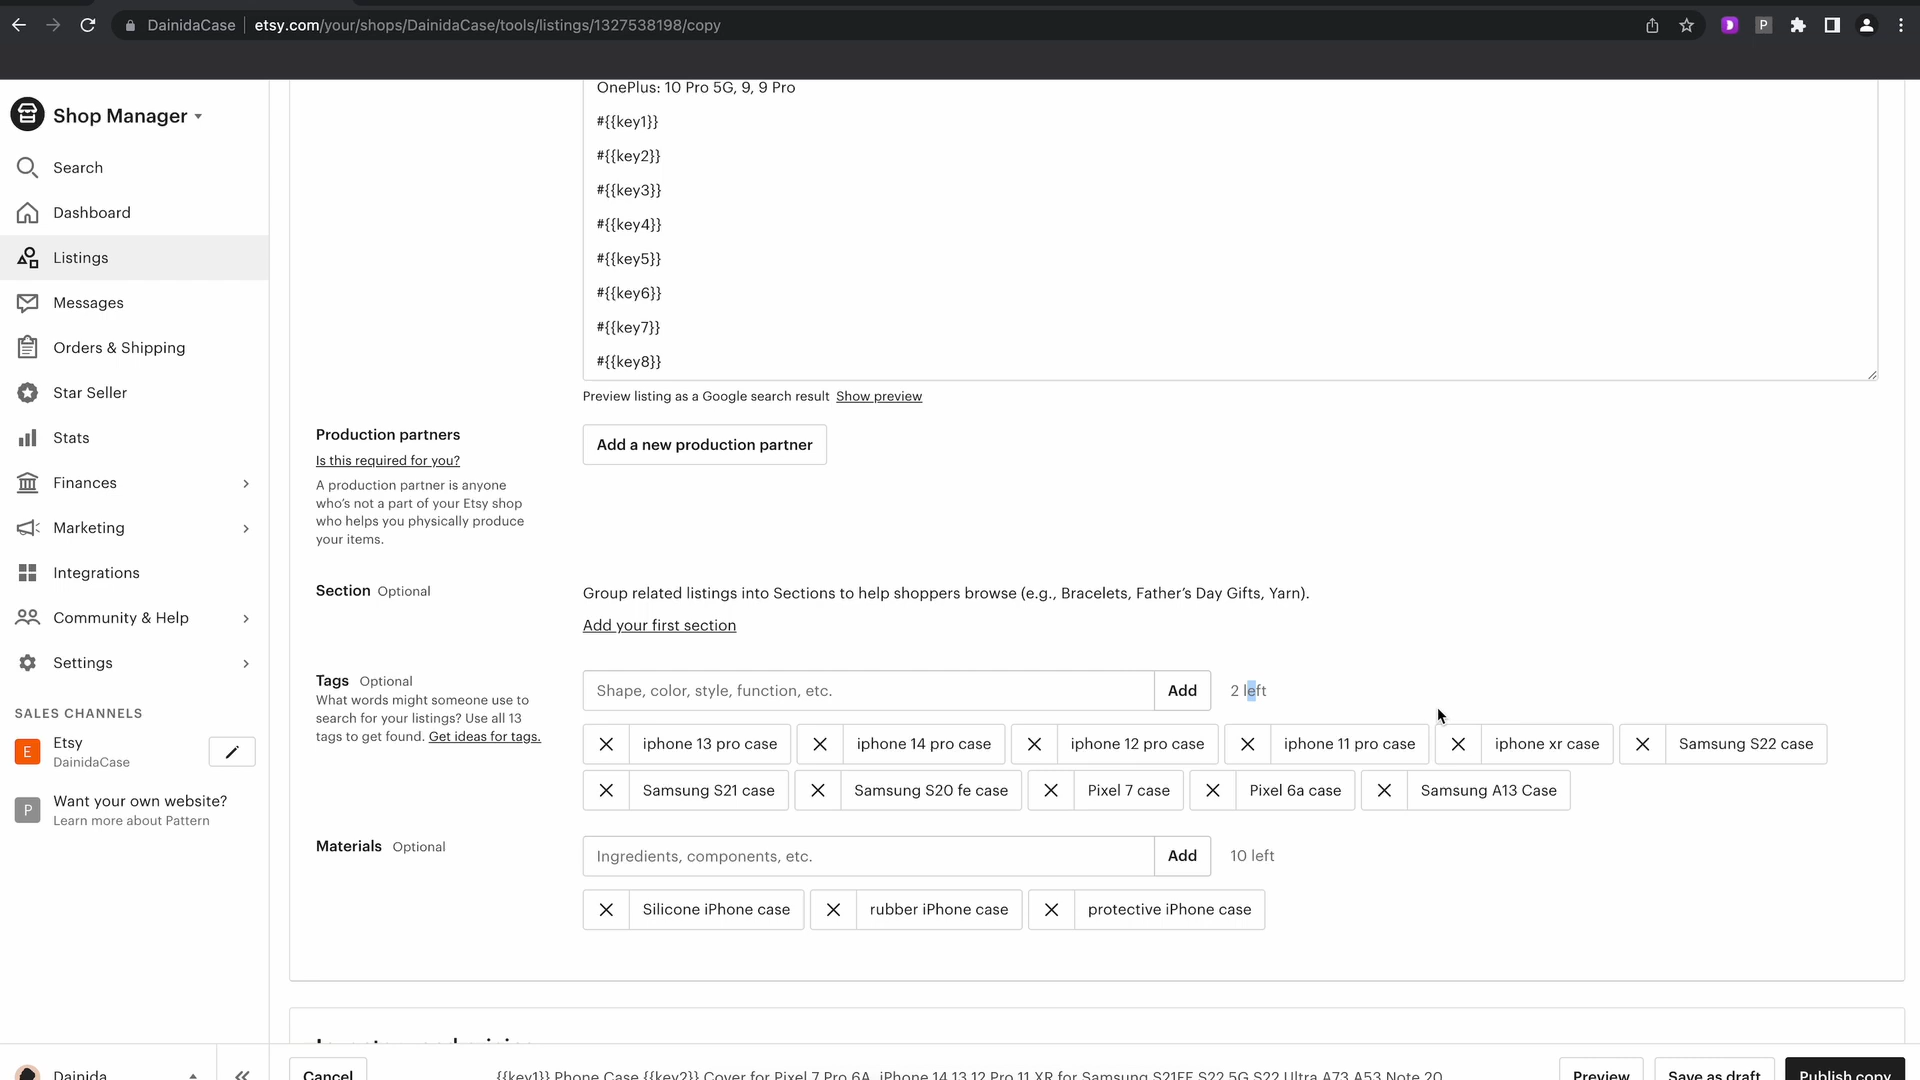 DainidaCase
etsy.com/your/shops/DainidaCase/tools/listings/1327538198/copy
P
Shop Manager
Search
Dashboard
Listings
Messages
Orders & Shipping
Star Seller
Stats
Finances
Marketing
Integrations
Community & Help
Settings
SALES CHANNELS
E
Etsy
DainidaCase
P
Want your own website?
Learn more about Pattern
Dainida
OnePlus: 10 Pro 5G, 9, 9 Pro
#{{key1}}
#{{key2}}
#{{key3}}
#{{key4}}
#{{key5}}
#{{key6}}
#{{key7}}
#{{key8}}
Preview listing as a Google search result Show preview
Production partners
Is this required for you?
A production partner is anyone
who's not a part of your Etsy shop
who helps you physically produce
your items.
Add a new production partner
Section Optional
Group related listings into Sections to help shoppers browse (e.g., Bracelets, Father's Day Gifts, Yarn).
Add your first section
Tags Optional
What words might someone use to
search for your listings? Use all 13
tags to get found. Get ideas for tags.
Shape, color, style, function, etc. Add 2 left
iphone 13 pro case iphone 14 pro case iphone 12 pro case iphone 11 pro case iphone xr case Samsung S22 case
Samsung S21 case Samsung S20 fe case Pixel 7 case Pixel 6a case Samsung A13 Case
Materials Optional
Ingredients, components, etc. Add 10 left
Silicone iPhone case rubber iPhone case protective iPhone case
Cancel {{key1}} Phone Case {{key2}} Cover for Pixel 7 Pro 6A, iPhone 14 13 12 Pro 11 XR for Samsung S21FE S22 5G S22 Ultra A73 A53 Note 20 Preview Save as draft Publish copy